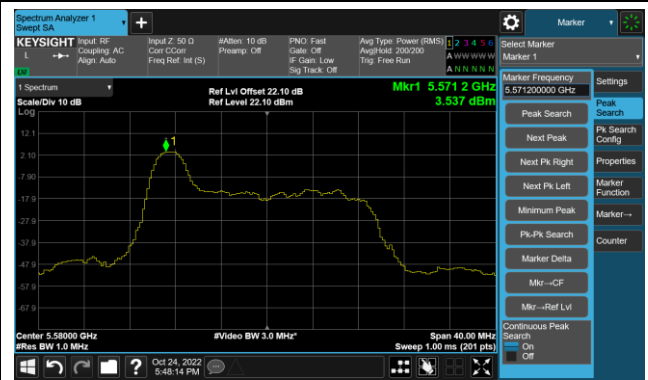 Spectrum Analyzer 1
Swept SA
Marker
KEYSIGHT
Input: RF
Coupling: AC
Align: Auto
Input Z: 50 Ω
Corr CCorr
Freq Ref: Int (S)
#Atten: 10 dB
Preamp: Off
PNO: Fast
Gate: Off
IF Gain: Low
Sig Track: Off
Avg Type: Power (RMS)
Avg|Hold: 200/200
Trig: Free Run
1 2 3 4 5 6
A W W W W W
A N N N N N
L
Select Marker
Marker 1
1 Spectrum
Scale/Div 10 dB
Log
Ref Lvl Offset 22.10 dB
Ref Level 22.10 dBm
Mkr1 5.571 2 GHz
3.537 dBm
12.1
2.10
-7.90
-17.9
-27.9
-37.9
-47.9
-57.9
-67.9
1
Center 5.58000 GHz
#Res BW 1.0 MHz
#Video BW 3.0 MHz*
Span 40.00 MHz
Sweep 1.00 ms (201 pts)
Marker Frequency
5.571200000 GHz
Peak Search
Next Peak
Next Pk Right
Next Pk Left
Minimum Peak
Pk-Pk Search
Marker Delta
Mkr→CF
Mkr→Ref Lvl
Continuous Peak
Search
On
Off
Settings
Peak
Search
Pk Search
Config
Properties
Marker
Function
Marker→
Counter
?
Oct 24, 2022
5:48:14 PM